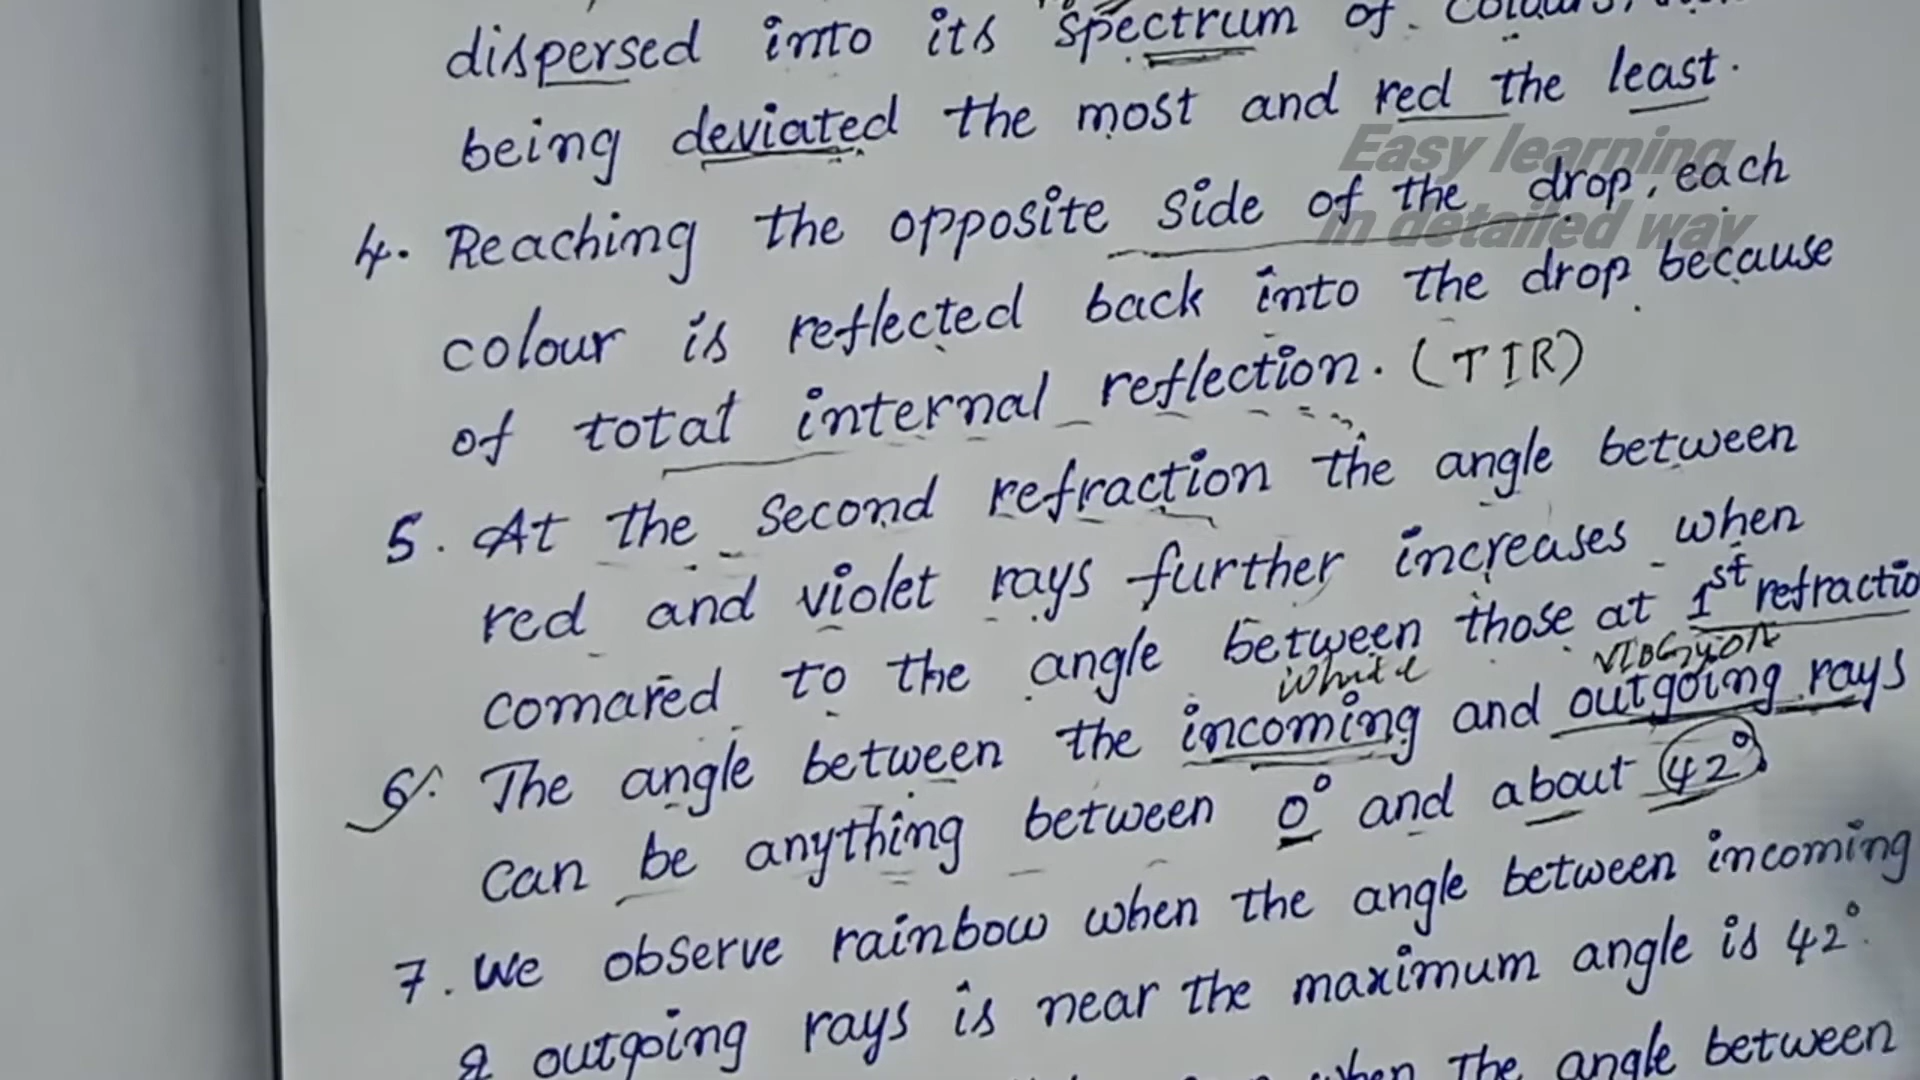 dispersed into its spectrum of colours,
being deviated the most and red the least.
Easy learning
in detailed way
4. Reaching the opposite side of the drop, each
colour is reflected back into the drop because
of total internal reflection. (TIR)
5. At the second refraction the angle between
red and violet rays further increases when
comared to the angle between those at 1st refractio
white VIBGYOR
6. The angle between the incoming and outgoing rays
can be anything between 0° and about 42°.
7. We observe rainbow when the angle between incoming
& outgoing rays is near the maximum angle is 42°.
when the angle between